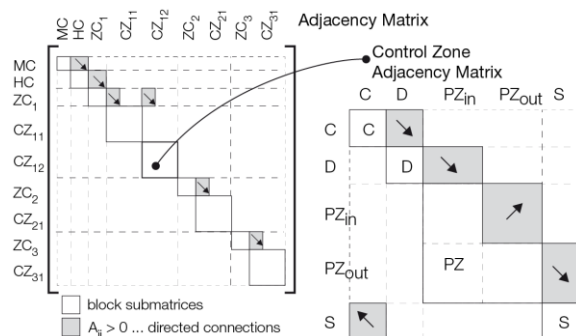 Adjacency Matrix
MC HC ZC1 CZ11 CZ12 ZC2 CZ21 ZC3 CZ31
MC
HC
ZC1
CZ11
CZ12
ZC2
CZ21
ZC3
CZ31
block submatrices
Aij > 0 ... directed connections
Control Zone
Adjacency Matrix
C D PZin PZout S
C C
D D
PZin
PZout PZ
S S